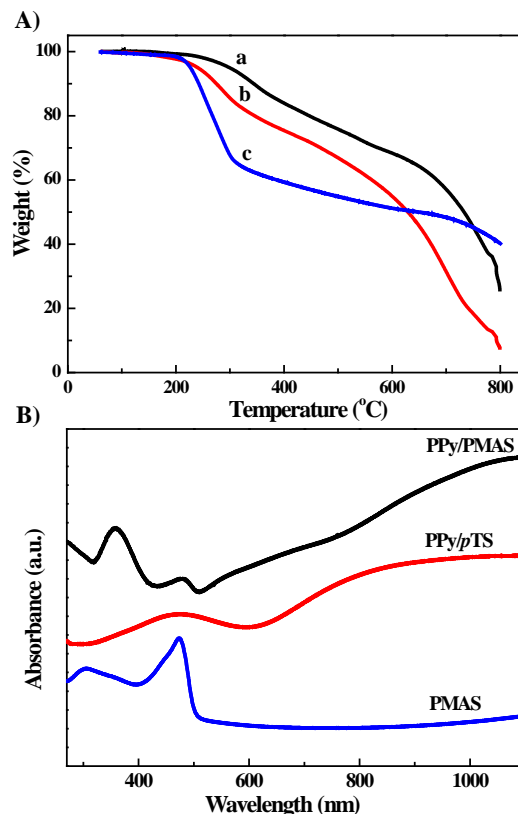 A)
a
b
c
100
80
60
40
20
0
Weight (%)
0 200 400 600 800
Temperature (°C)
B)
PPy/PMAS
PPy/pTS
PMAS
Absorbance (a.u.)
400 600 800 1000
Wavelength (nm)